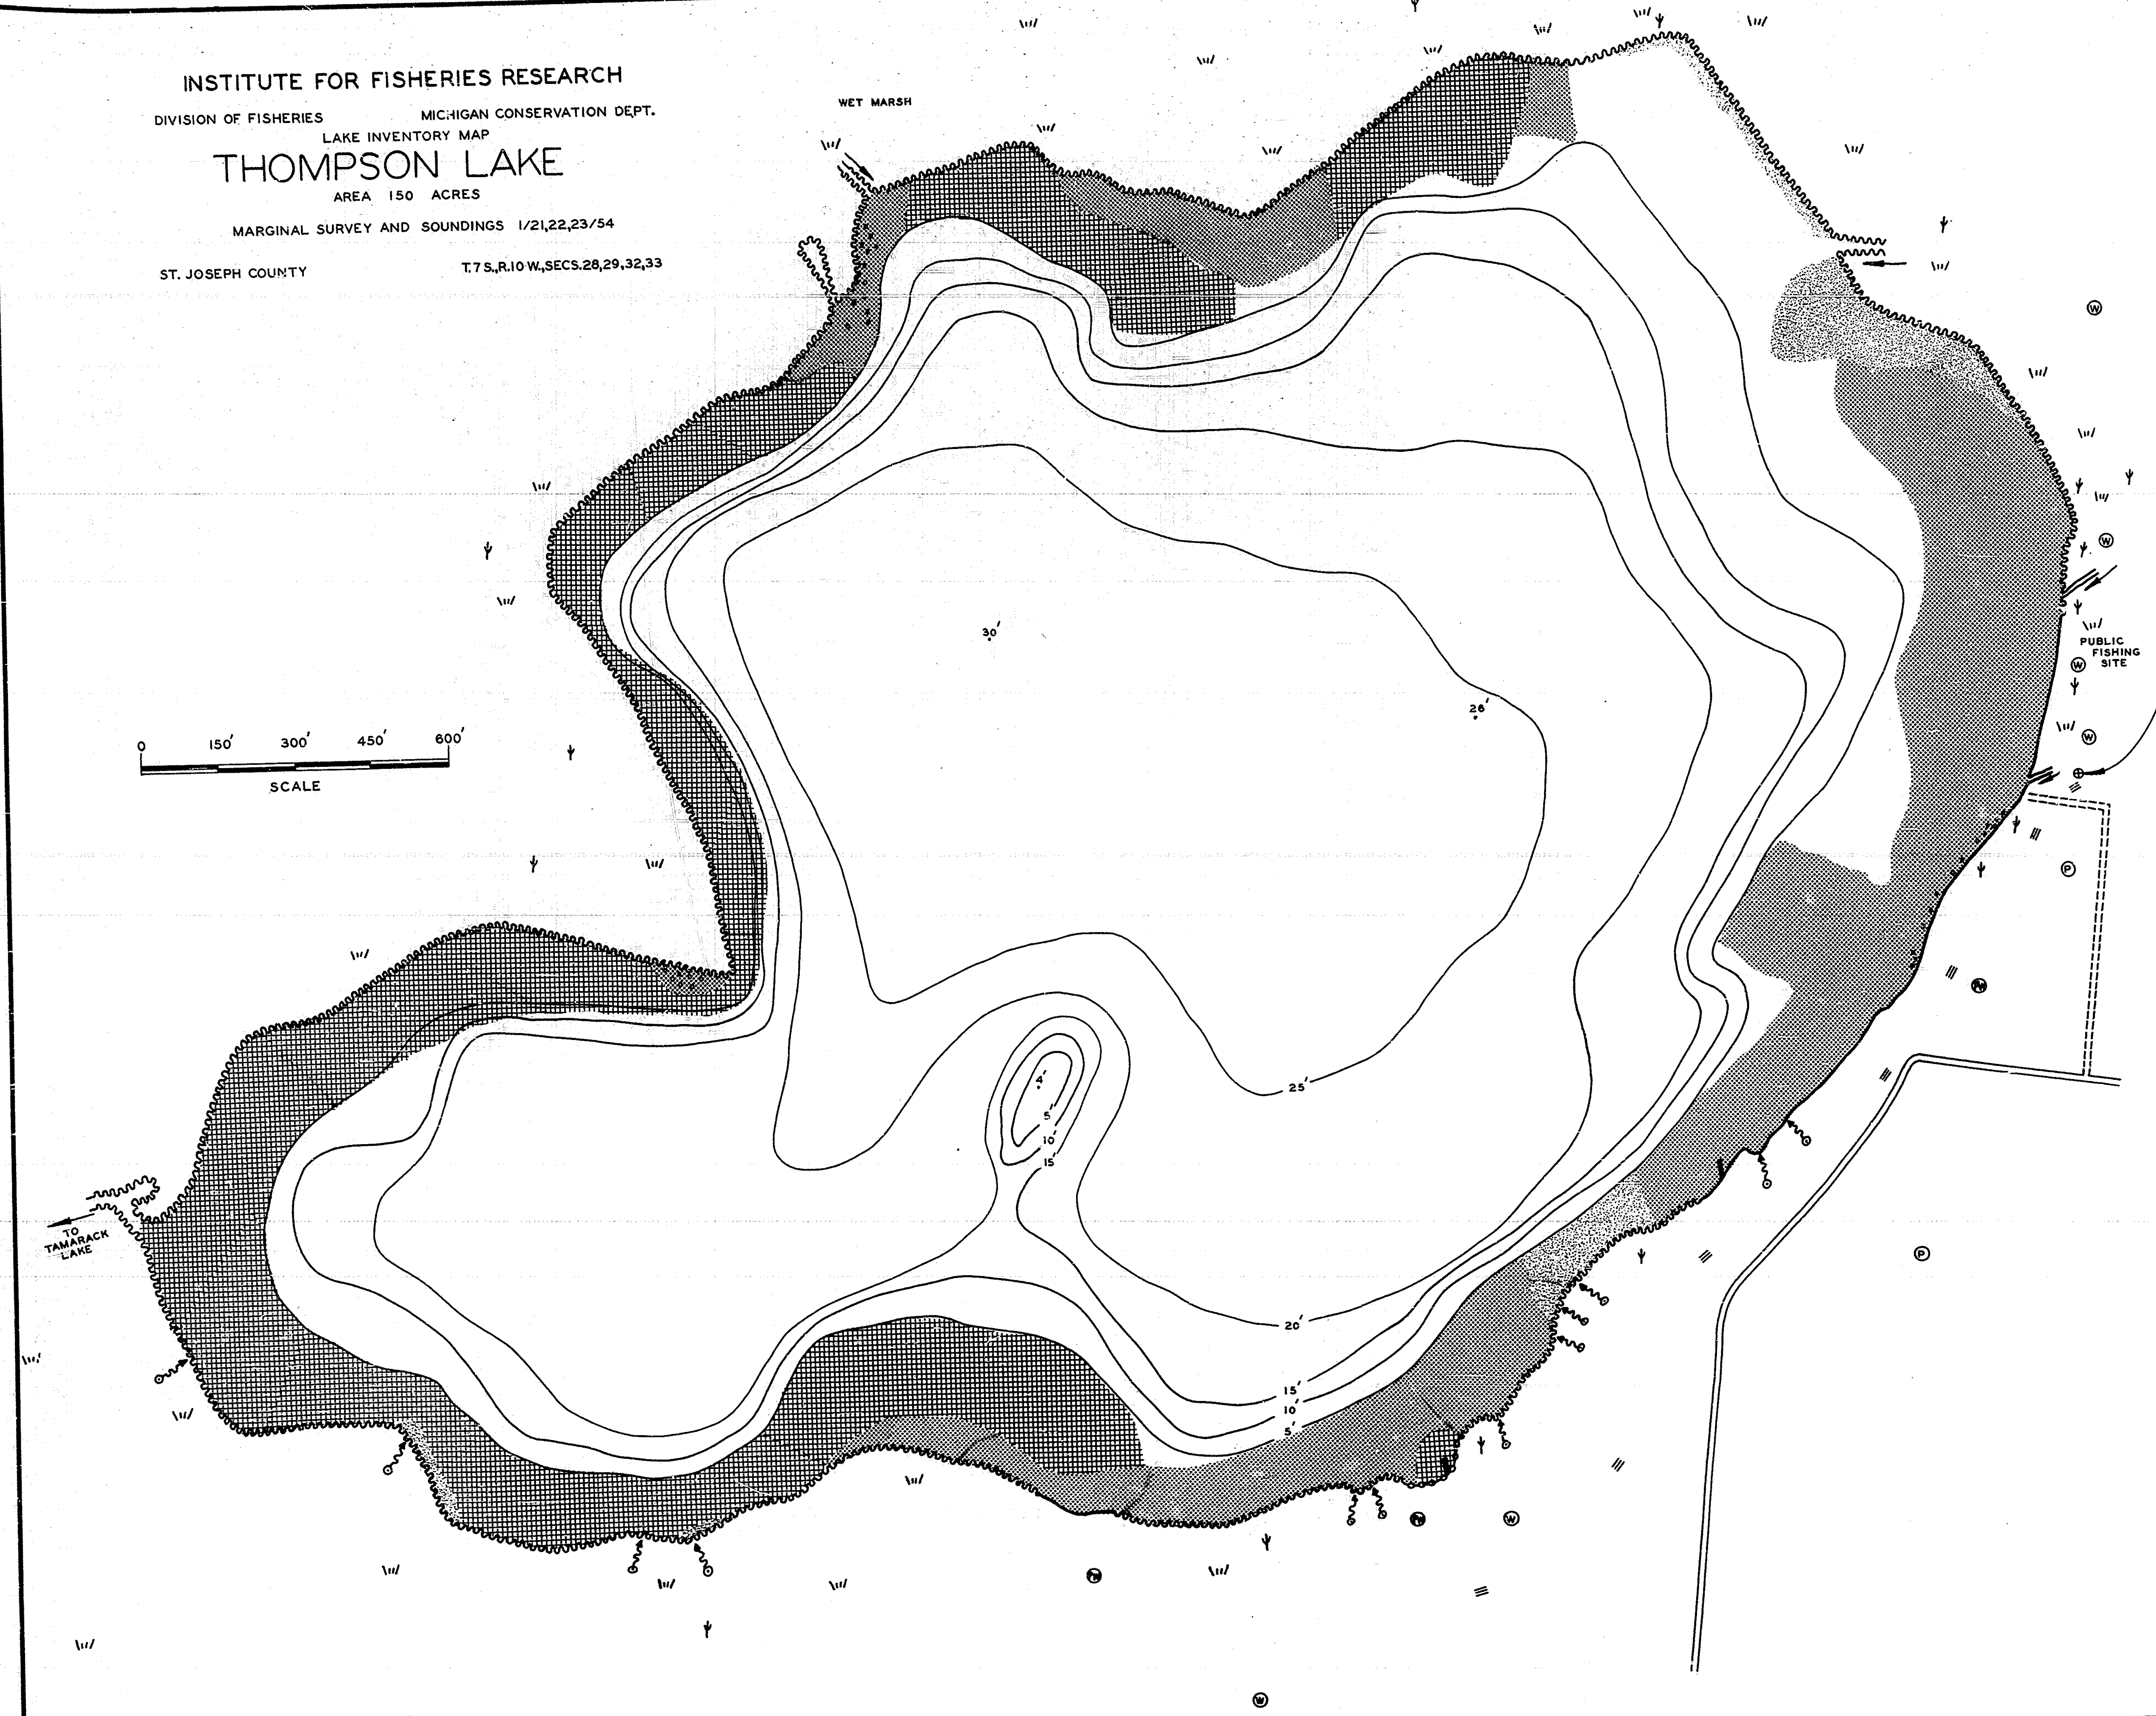 INSTITUTE FOR FISHERIES RESEARCH
DIVISION OF FISHERIES MICHIGAN CONSERVATION DEPT.
LAKE INVENTORY MAP
THOMPSON LAKE
AREA 150 ACRES
MARGINAL SURVEY AND SOUNDINGS 1/21,22,23/54
ST. JOSEPH COUNTY T.7 S.,R.10 W.,SECS.28,29,32,33
WET MARSH
W
W
30'
PUBLIC
FISHING
SITE
W
26'
W
0 150' 300' 450' 600'
SCALE
P
PW
4'
25'
5'
10'
15'
TO
TAMARACK
LAKE
P
20'
15'
10'
5'
PW
W
PW
W